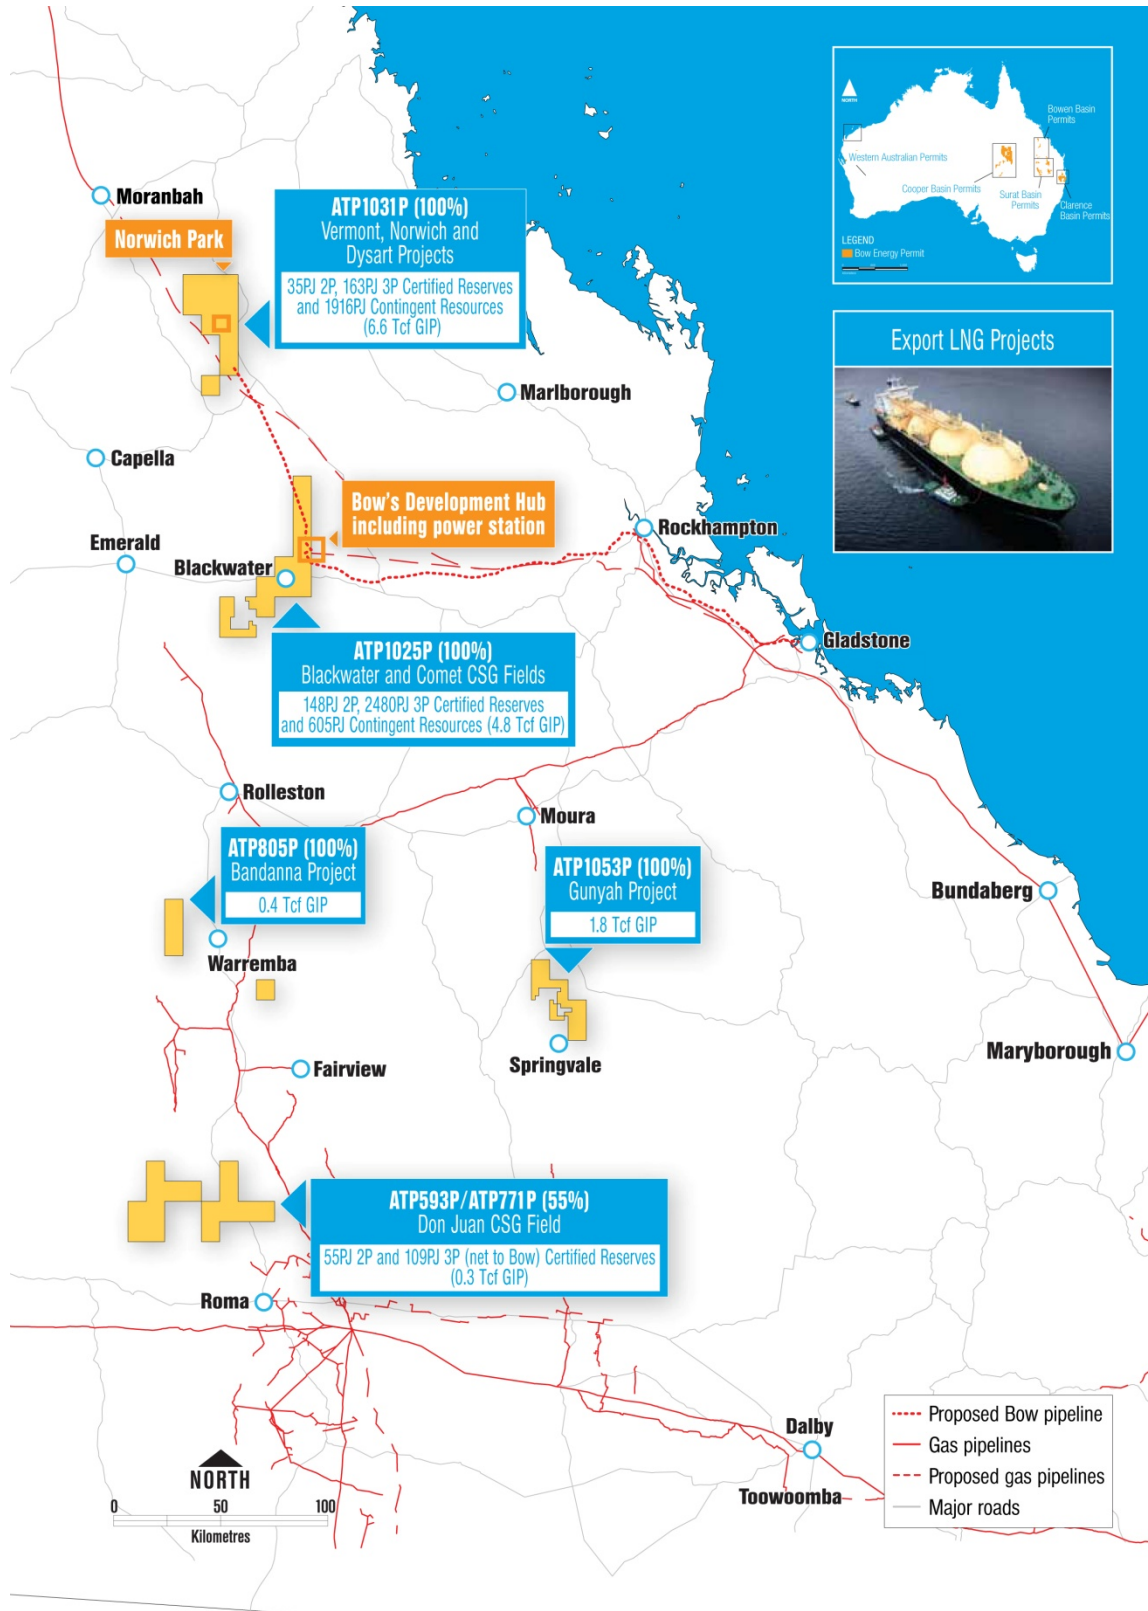 NORTH
Bowen Basin
Permits
Western Australian Permits
Cooper Basin Permits
Surat Basin
Permits
Clarence
Basin Permits
LEGEND
Bow Energy Permit
Moranbah
Norwich Park
ATP1031P (100%)
Vermont, Norwich and
Dysart Projects
35PJ 2P, 163PJ 3P Certified Reserves
and 1916PJ Contingent Resources
(6.6 Tcf GIP)
Export LNG Projects
Marlborough
Capella
Bow's Development Hub
including power station
Emerald
Blackwater
Rockhampton
Gladstone
ATP1025P (100%)
Blackwater and Comet CSG Fields
148PJ 2P, 2480PJ 3P Certified Reserves
and 605PJ Contingent Resources (4.8 Tcf GIP)
Rolleston
Moura
ATP805P (100%)
Bandanna Project
0.4 Tcf GIP
ATP1053P (100%)
Gunyah Project
1.8 Tcf GIP
Bundaberg
Warremba
Springvale
Maryborough
Fairview
ATP593P/ATP771P (55%)
Don Juan CSG Field
55PJ 2P and 109PJ 3P (net to Bow) Certified Reserves
(0.3 Tcf GIP)
Roma
Dalby
Toowoomba
NORTH
0 50 100
Kilometres
Proposed Bow pipeline
Gas pipelines
Proposed gas pipelines
Major roads